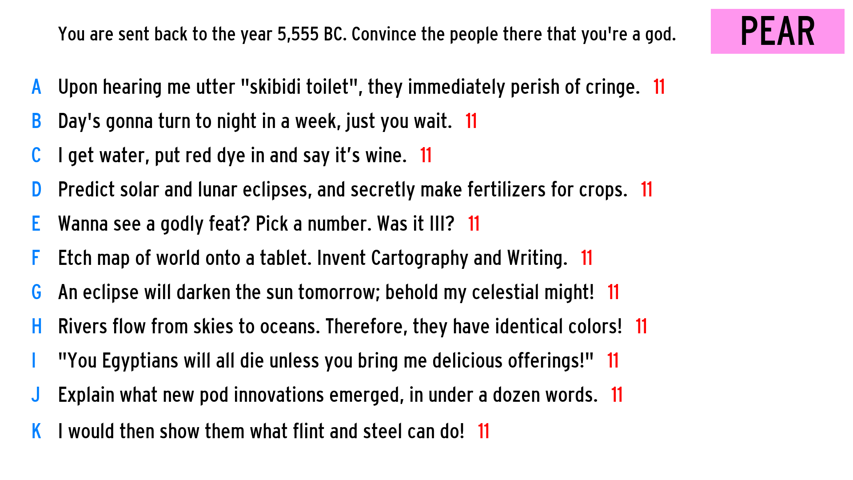 You are sent back to the year 5,555 BC. Convince the people there that you're a god.
PEAR
A Upon hearing me utter "skibidi toilet", they immediately perish of cringe. 11
B Day's gonna turn to night in a week, just you wait. 11
C I get water, put red dye in and say it's wine. 11
D Predict solar and lunar eclipses, and secretly make fertilizers for crops. 11
E Wanna see a godly feat? Pick a number. Was it III? 11
F Etch map of world onto a tablet. Invent Cartography and Writing. 11
G An eclipse will darken the sun tomorrow; behold my celestial might! 11
H Rivers flow from skies to oceans. Therefore, they have identical colors! 11
I "You Egyptians will all die unless you bring me delicious offerings!" 11
J Explain what new pod innovations emerged, in under a dozen words. 11
K I would then show them what flint and steel can do! 11